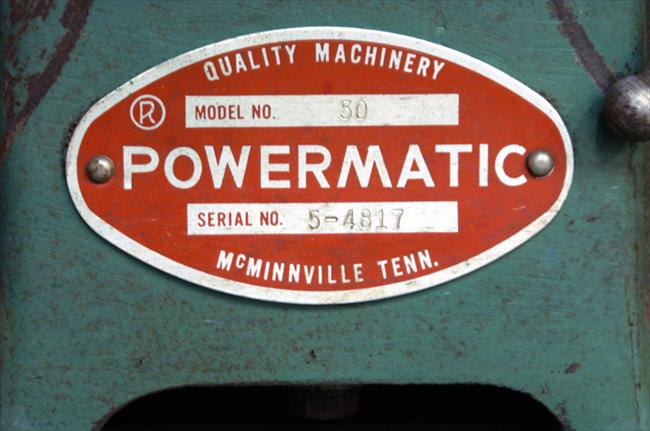 QUALITY MACHINERY
®
MODEL NO. 50
POWERMATIC
SERIAL NO. 5-4817
McMINNVILLE TENN.